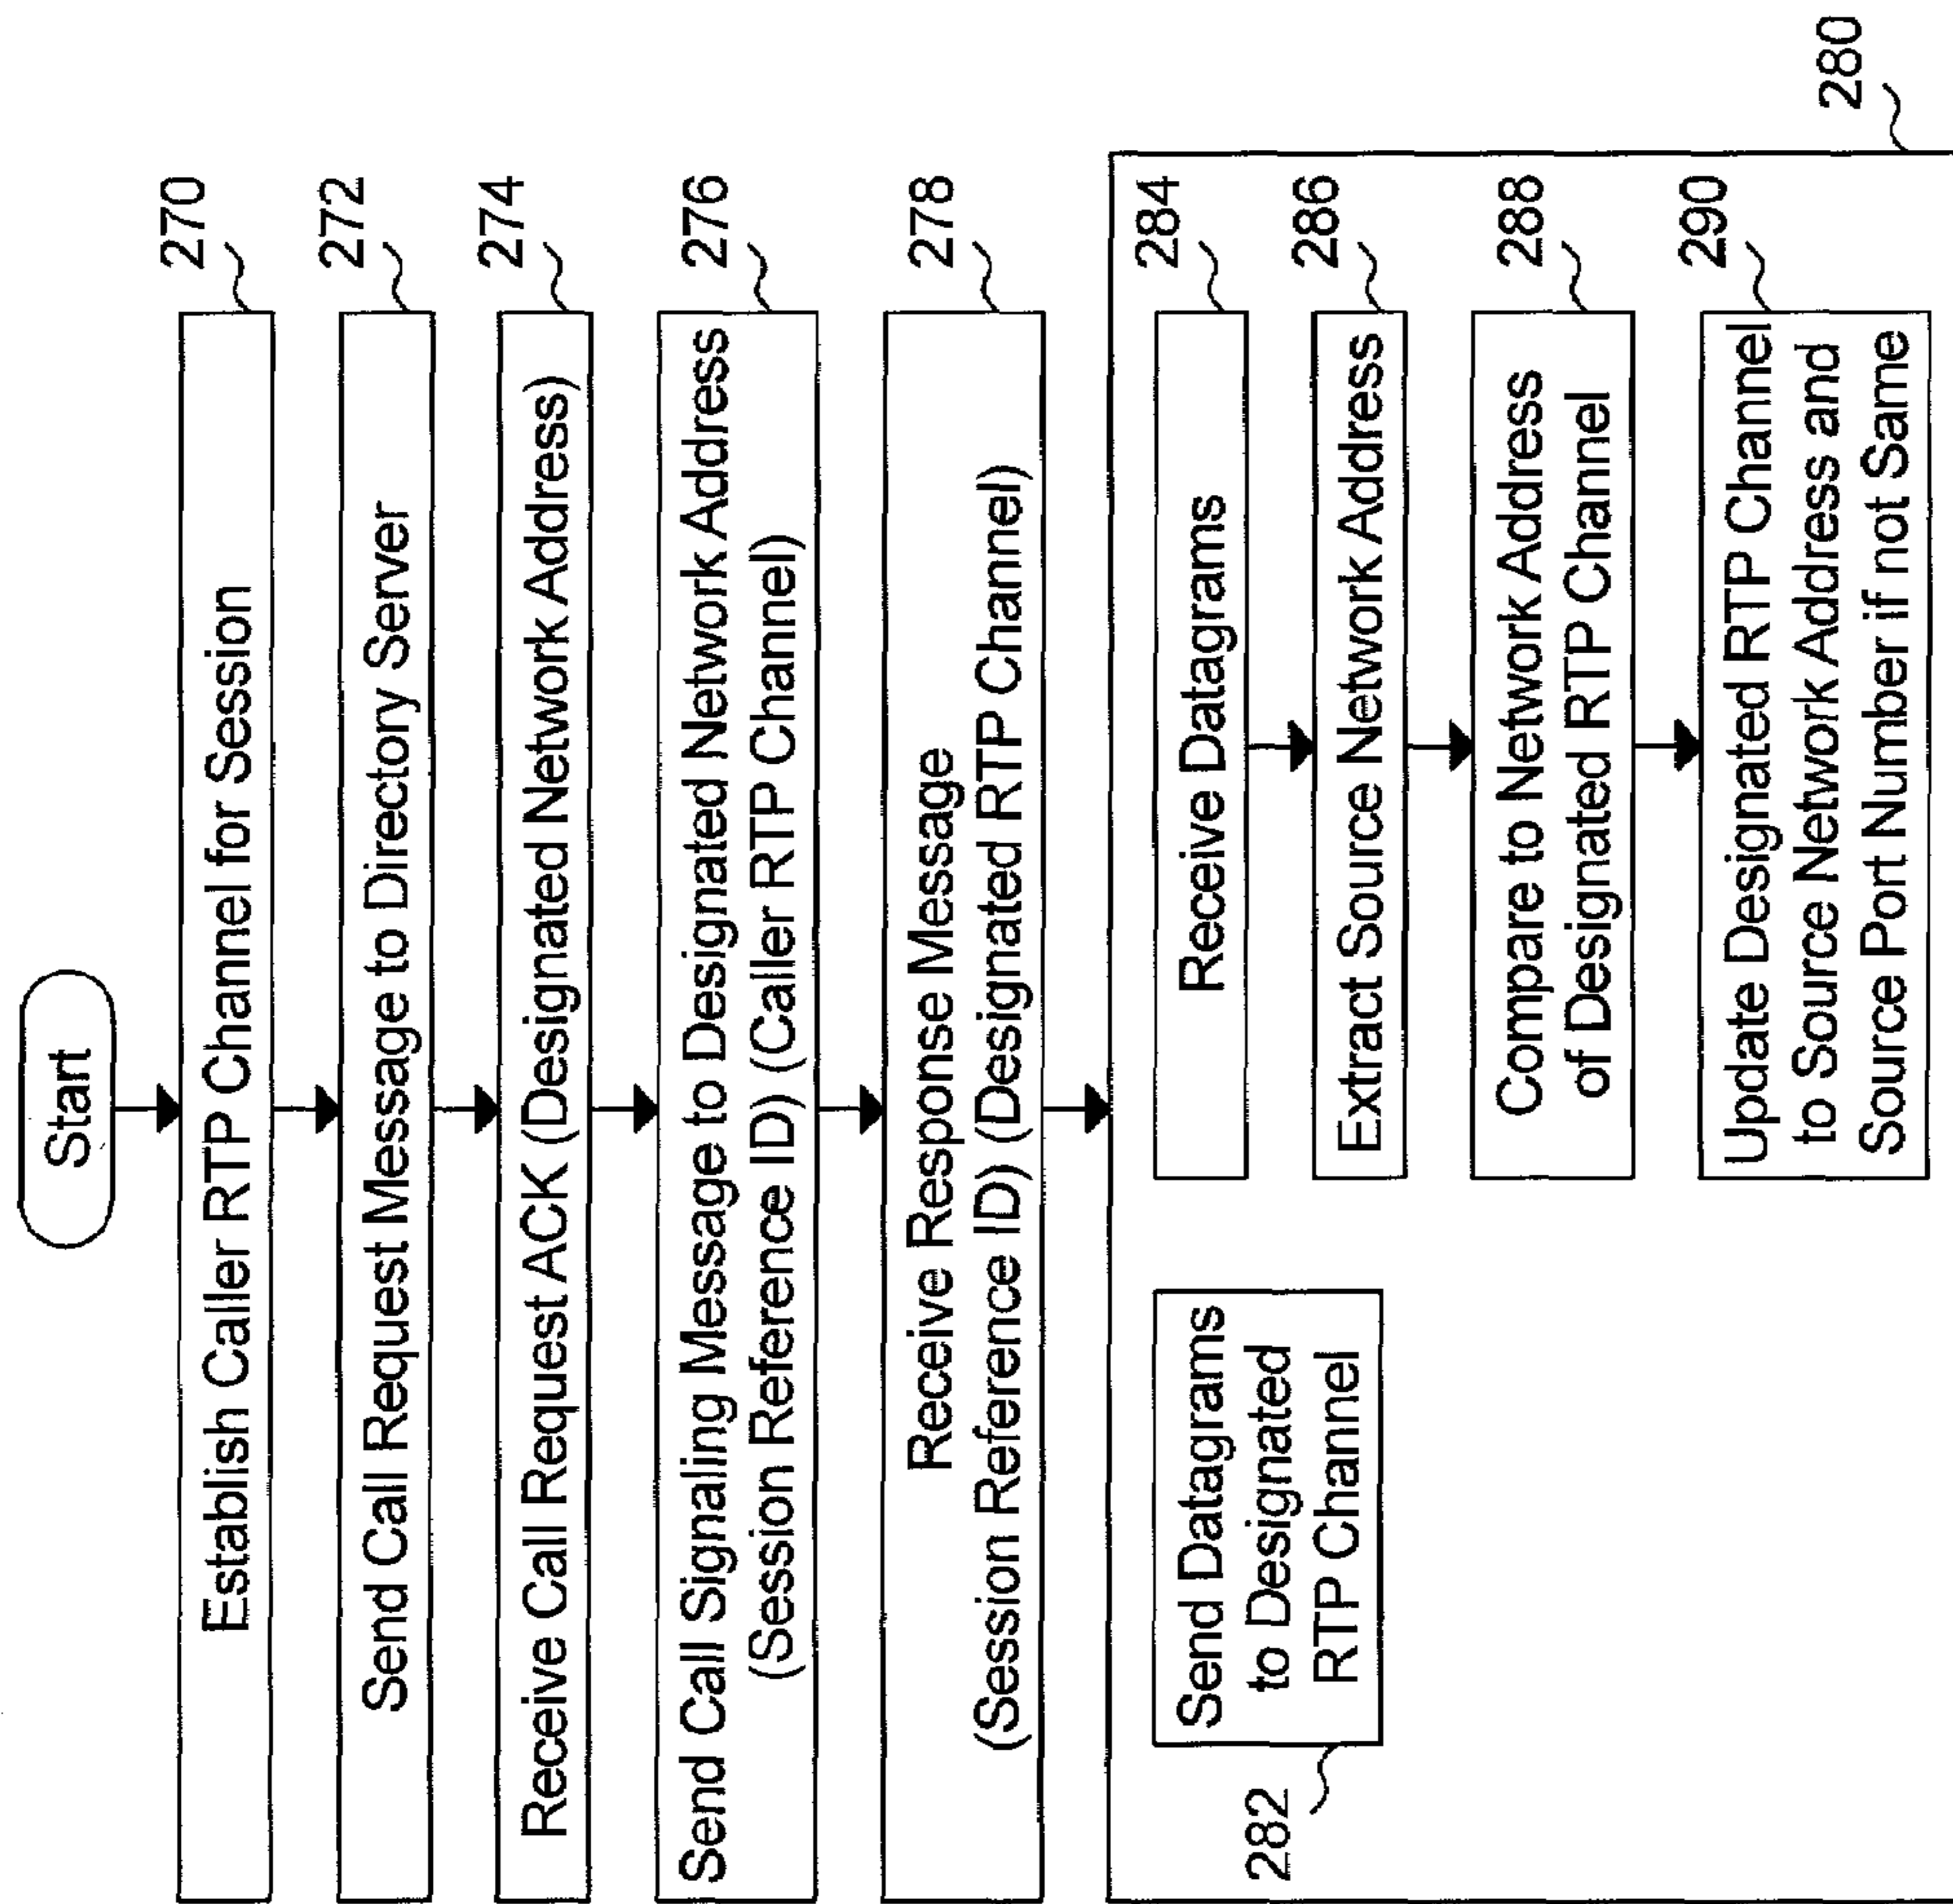 Start
270
Establish Caller RTP Channel for Session
272
Send Call Request Message to Directory Server
274
Receive Call Request ACK (Designated Network Address)
276
Send Call Signaling Message to Designated Network Address
(Session Reference ID) (Caller RTP Channel)
278
Receive Response Message
(Session Reference ID) (Designated RTP Channel)
280
282
Send Datagrams
to Designated
RTP Channel
284
Receive Datagrams
286
Extract Source Network Address
288
Compare to Network Address
of Designated RTP Channel
290
Update Designated RTP Channel
to Source Network Address and
Source Port Number if not Same